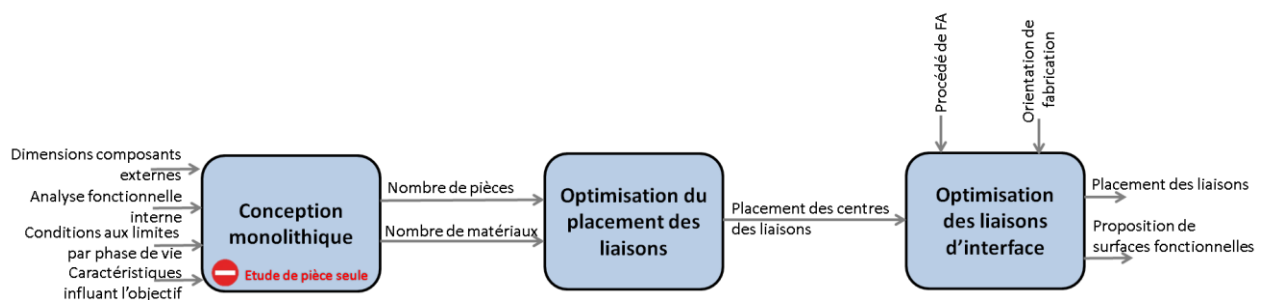 Dimensions composants
externes
Analyse fonctionnelle
interne
Conditions aux limites
par phase de vie
Caractéristiques
influant l'objectif
Conception
monolithique
Etude de pièce seule
Nombre de pièces
Nombre de matériaux
Optimisation du
placement des
liaisons
Placement des centres
des liaisons
Procédé de FA
Orientation de
fabrication
Optimisation
des liaisons
d'interface
Placement des liaisons
Proposition de
surfaces fonctionnelles